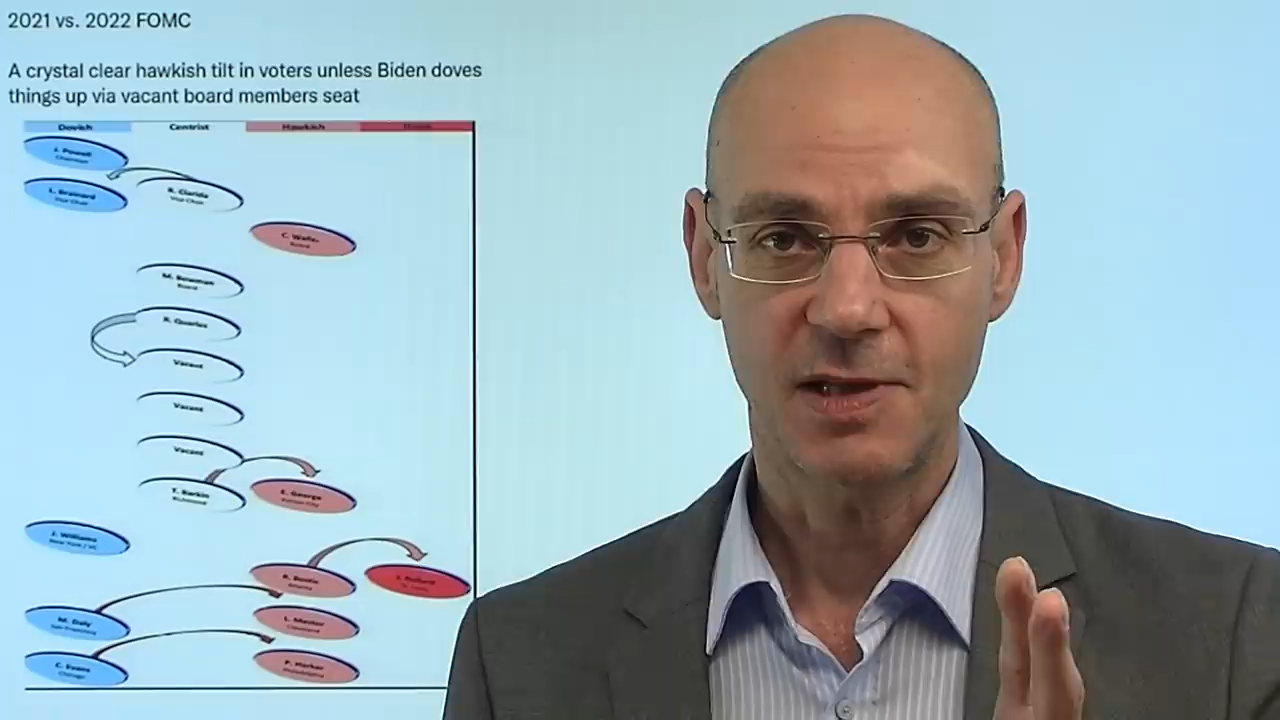 2021 vs. 2022 FOMC
A crystal clear hawkish tilt in voters unless Biden doves
things up via vacant board members seat
Dovich Centrist Hawkish
J. Powell
Chairman
L. Brainard R. Clarida
Vice Chair Vice Chair
Board
M. Bowman
Board
R. Quarles
Vacant
Vacant
Vacant
T. Barkin E. George
Richmond Kansas City
J. Williams
New York / VC
R. Bostic J. Bullard
Atlanta St. Louis
M. Daly L. Mester
San Francisco Cleveland
C. Evans P. Harker
Chicago Philadelphia